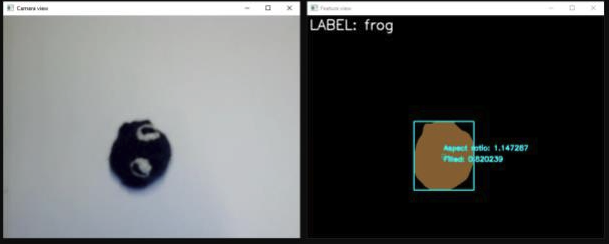 Camera view
Feature view
LABEL: frog
Aspect ratio: 1.147287
Filled: 0.820239